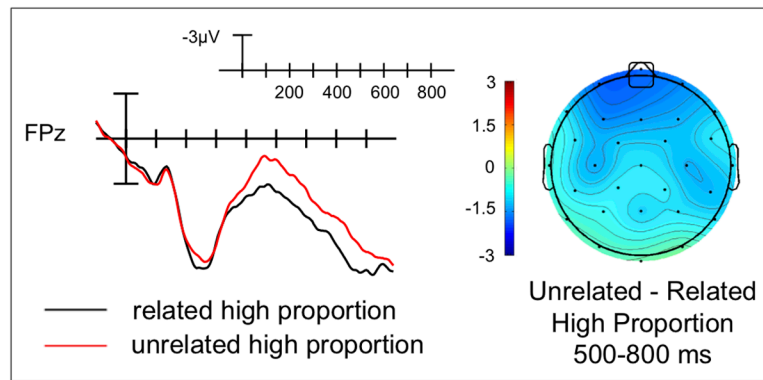 -3µV
200 400 600 800
FPz
3
1.5
0
-1.5
-3
related high proportion
unrelated high proportion
Unrelated - Related
High Proportion
500-800 ms